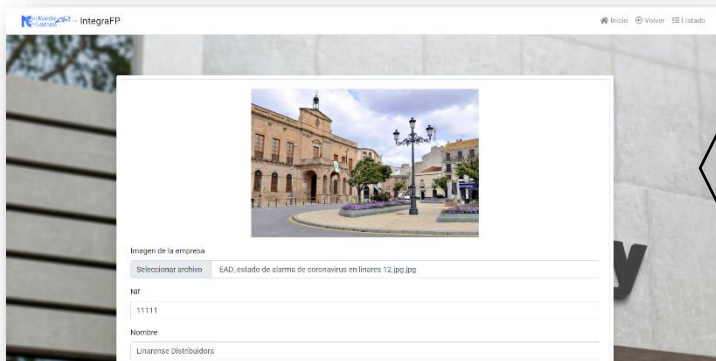 IntegraFP
Inicio Volver Listado
Imagen de la empresa
Seleccionar archivo EAD_estado de alarma de coronavirus en linares 12.jpg.jpg
Nif
11111
Nombre
Linarense Distribuidora
y